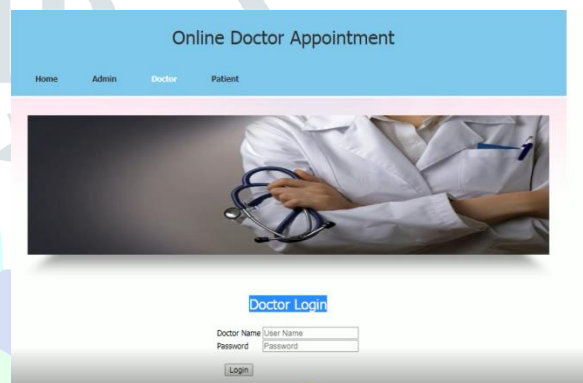 Online Doctor Appointment
Home Admin Doctor Patient
Doctor Login
Doctor Name User Name
Password Password
Login